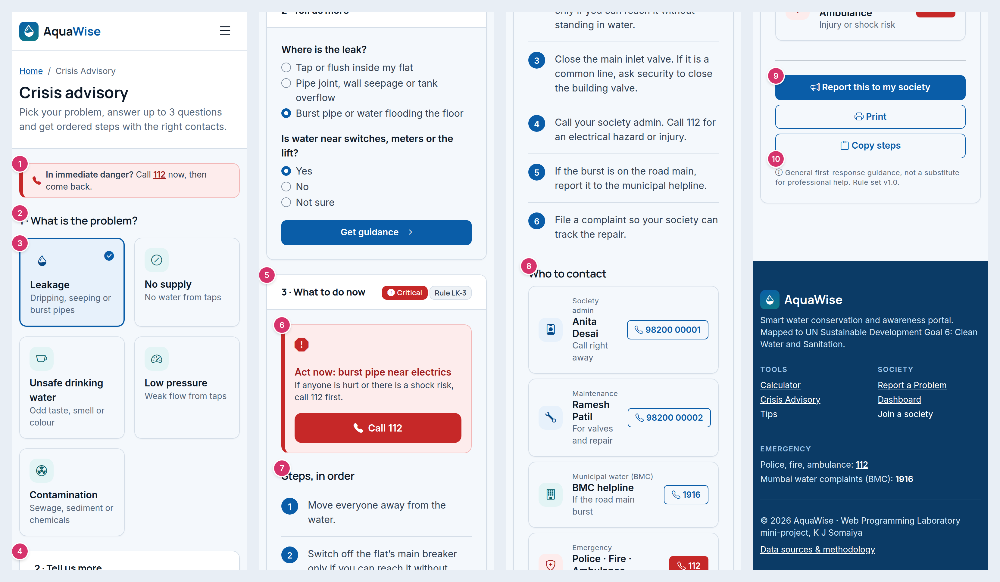 AquaWise
Home / Crisis Advisory
Crisis advisory
Pick your problem, answer up to 3 questions
and get ordered steps with the right contacts.
1
In immediate danger? Call 112 now, then
come back.
2
· What is the problem?
3
Leakage
Dripping, seeping or
burst pipes
No supply
No water from taps
Unsafe drinking
water
Odd taste, smell or
colour
Low pressure
Weak flow from taps
Contamination
Sewage, sediment or
chemicals
4
2 · Tell us more
2 · Tell us more
Where is the leak?
Tap or flush inside my flat
Pipe joint, wall seepage or tank
overflow
Burst pipe or water flooding the floor
Is water near switches, meters or the
lift?
Yes
No
Not sure
Get guidance →
5
3 · What to do now
Critical
Rule LK-3
6
Act now: burst pipe near electrics
If anyone is hurt or there is a shock risk,
call 112 first.
Call 112
7
Steps, in order
1
Move everyone away from the
water.
2
Switch off the flat’s main breaker
only if you can reach it without
only if you can reach it without
standing in water.
3
Close the main inlet valve. If it is a
common line, ask security to close
the building valve.
4
Call your society admin. Call 112 for
an electrical hazard or injury.
5
If the burst is on the road main,
report it to the municipal helpline.
6
File a complaint so your society can
track the repair.
8
Who to contact
Society
admin
Anita
Desai
Call right
away
98200 00001
Maintenance
Ramesh
Patil
For valves
and repair
98200 00002
Municipal water (BMC)
BMC helpline
If the road main
burst
1916
Emergency
Police · Fire ·
Ambulance
112
Ambulance
Injury or shock risk
9
Report this to my society
Print
Copy steps
10
General first-response guidance, not a substitute
for professional help. Rule set v1.0.
AquaWise
Smart water conservation and awareness portal.
Mapped to UN Sustainable Development Goal 6: Clean
Water and Sanitation.
TOOLS
Calculator
Crisis Advisory
Tips
SOCIETY
Report a Problem
Dashboard
Join a society
EMERGENCY
Police, fire, ambulance: 112
Mumbai water complaints (BMC): 1916
© 2026 AquaWise · Web Programming Laboratory
mini-project, K J Somaiya
Data sources & methodology